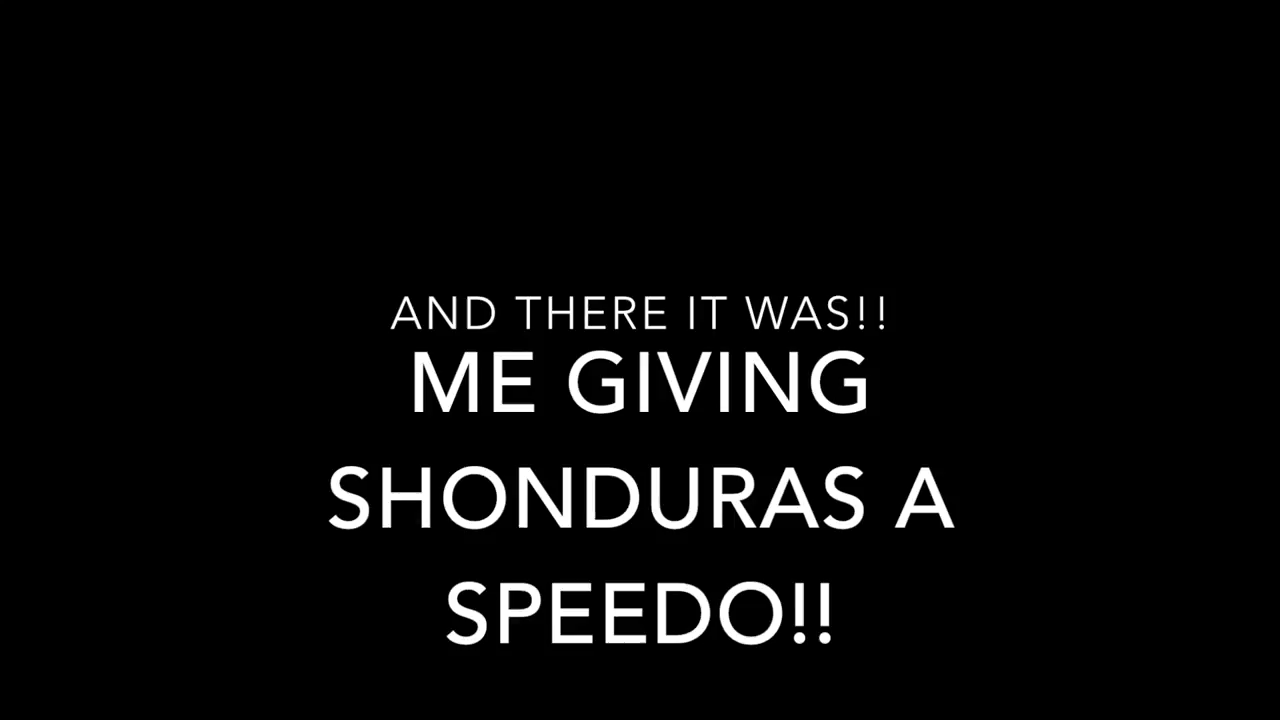 AND THERE IT WAS!!
ME GIVING
SHONDURAS A
SPEEDO!!